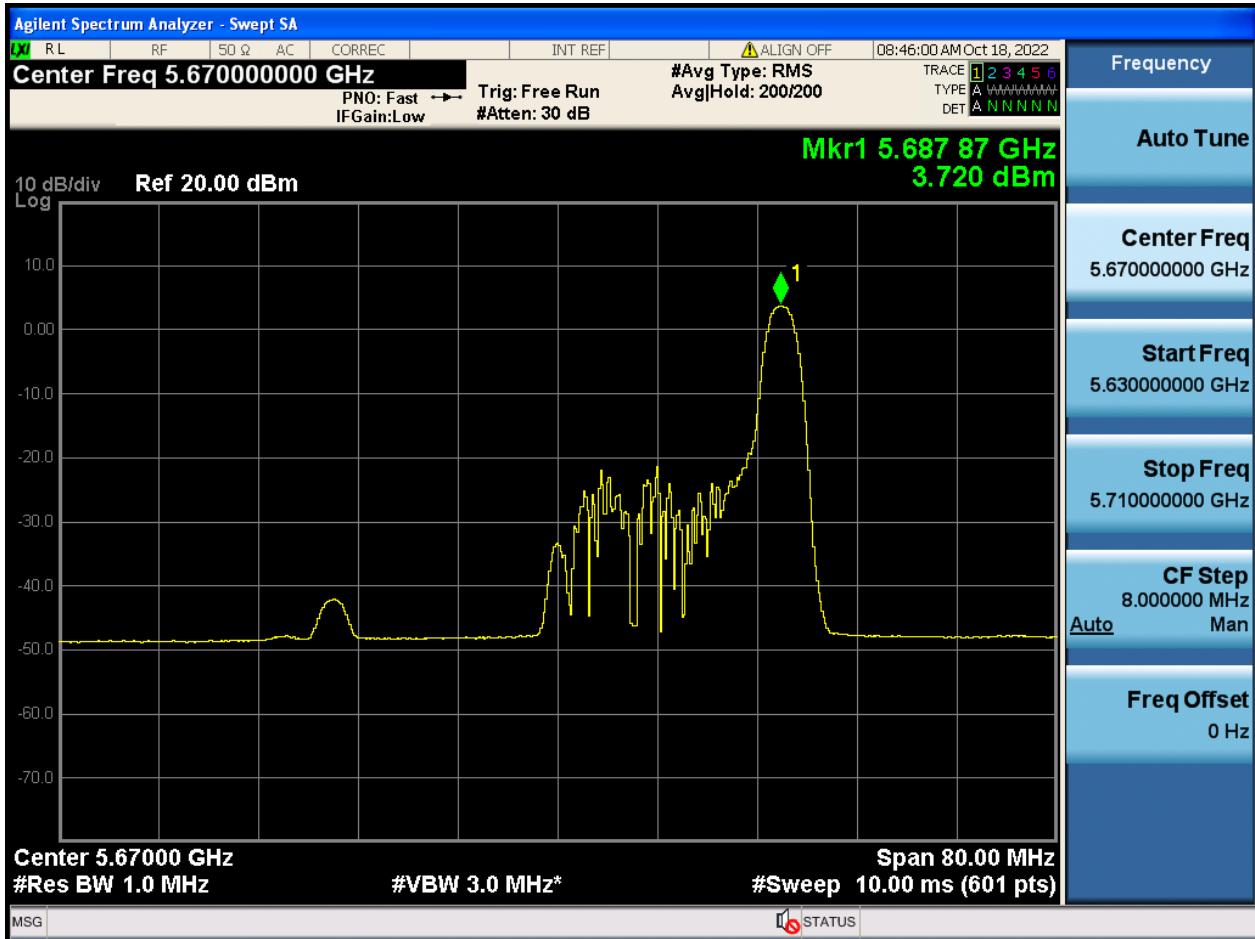 Agilent Spectrum Analyzer - Swept SA
LXI RL RF 50 Ω AC CORREC INT REF ALIGN OFF 08:46:00 AM Oct 18, 2022
Center Freq 5.670000000 GHz
PNO: Fast
IFGain:Low
Trig: Free Run
#Atten: 30 dB
#Avg Type: RMS
Avg|Hold: 200/200
TRACE 1 2 3 4 5 6
TYPE A WWWWW
DET A N N N N N
Mkr1 5.687 87 GHz
3.720 dBm
10 dB/div Ref 20.00 dBm
Log
1
10.0
0.00
-10.0
-20.0
-30.0
-40.0
-50.0
-60.0
-70.0
Center 5.67000 GHz Span 80.00 MHz
#Res BW 1.0 MHz #VBW 3.0 MHz* #Sweep 10.00 ms (601 pts)
MSG STATUS
Frequency
Auto Tune
Center Freq
5.670000000 GHz
Start Freq
5.630000000 GHz
Stop Freq
5.710000000 GHz
CF Step
8.000000 MHz
Auto Man
Freq Offset
0 Hz